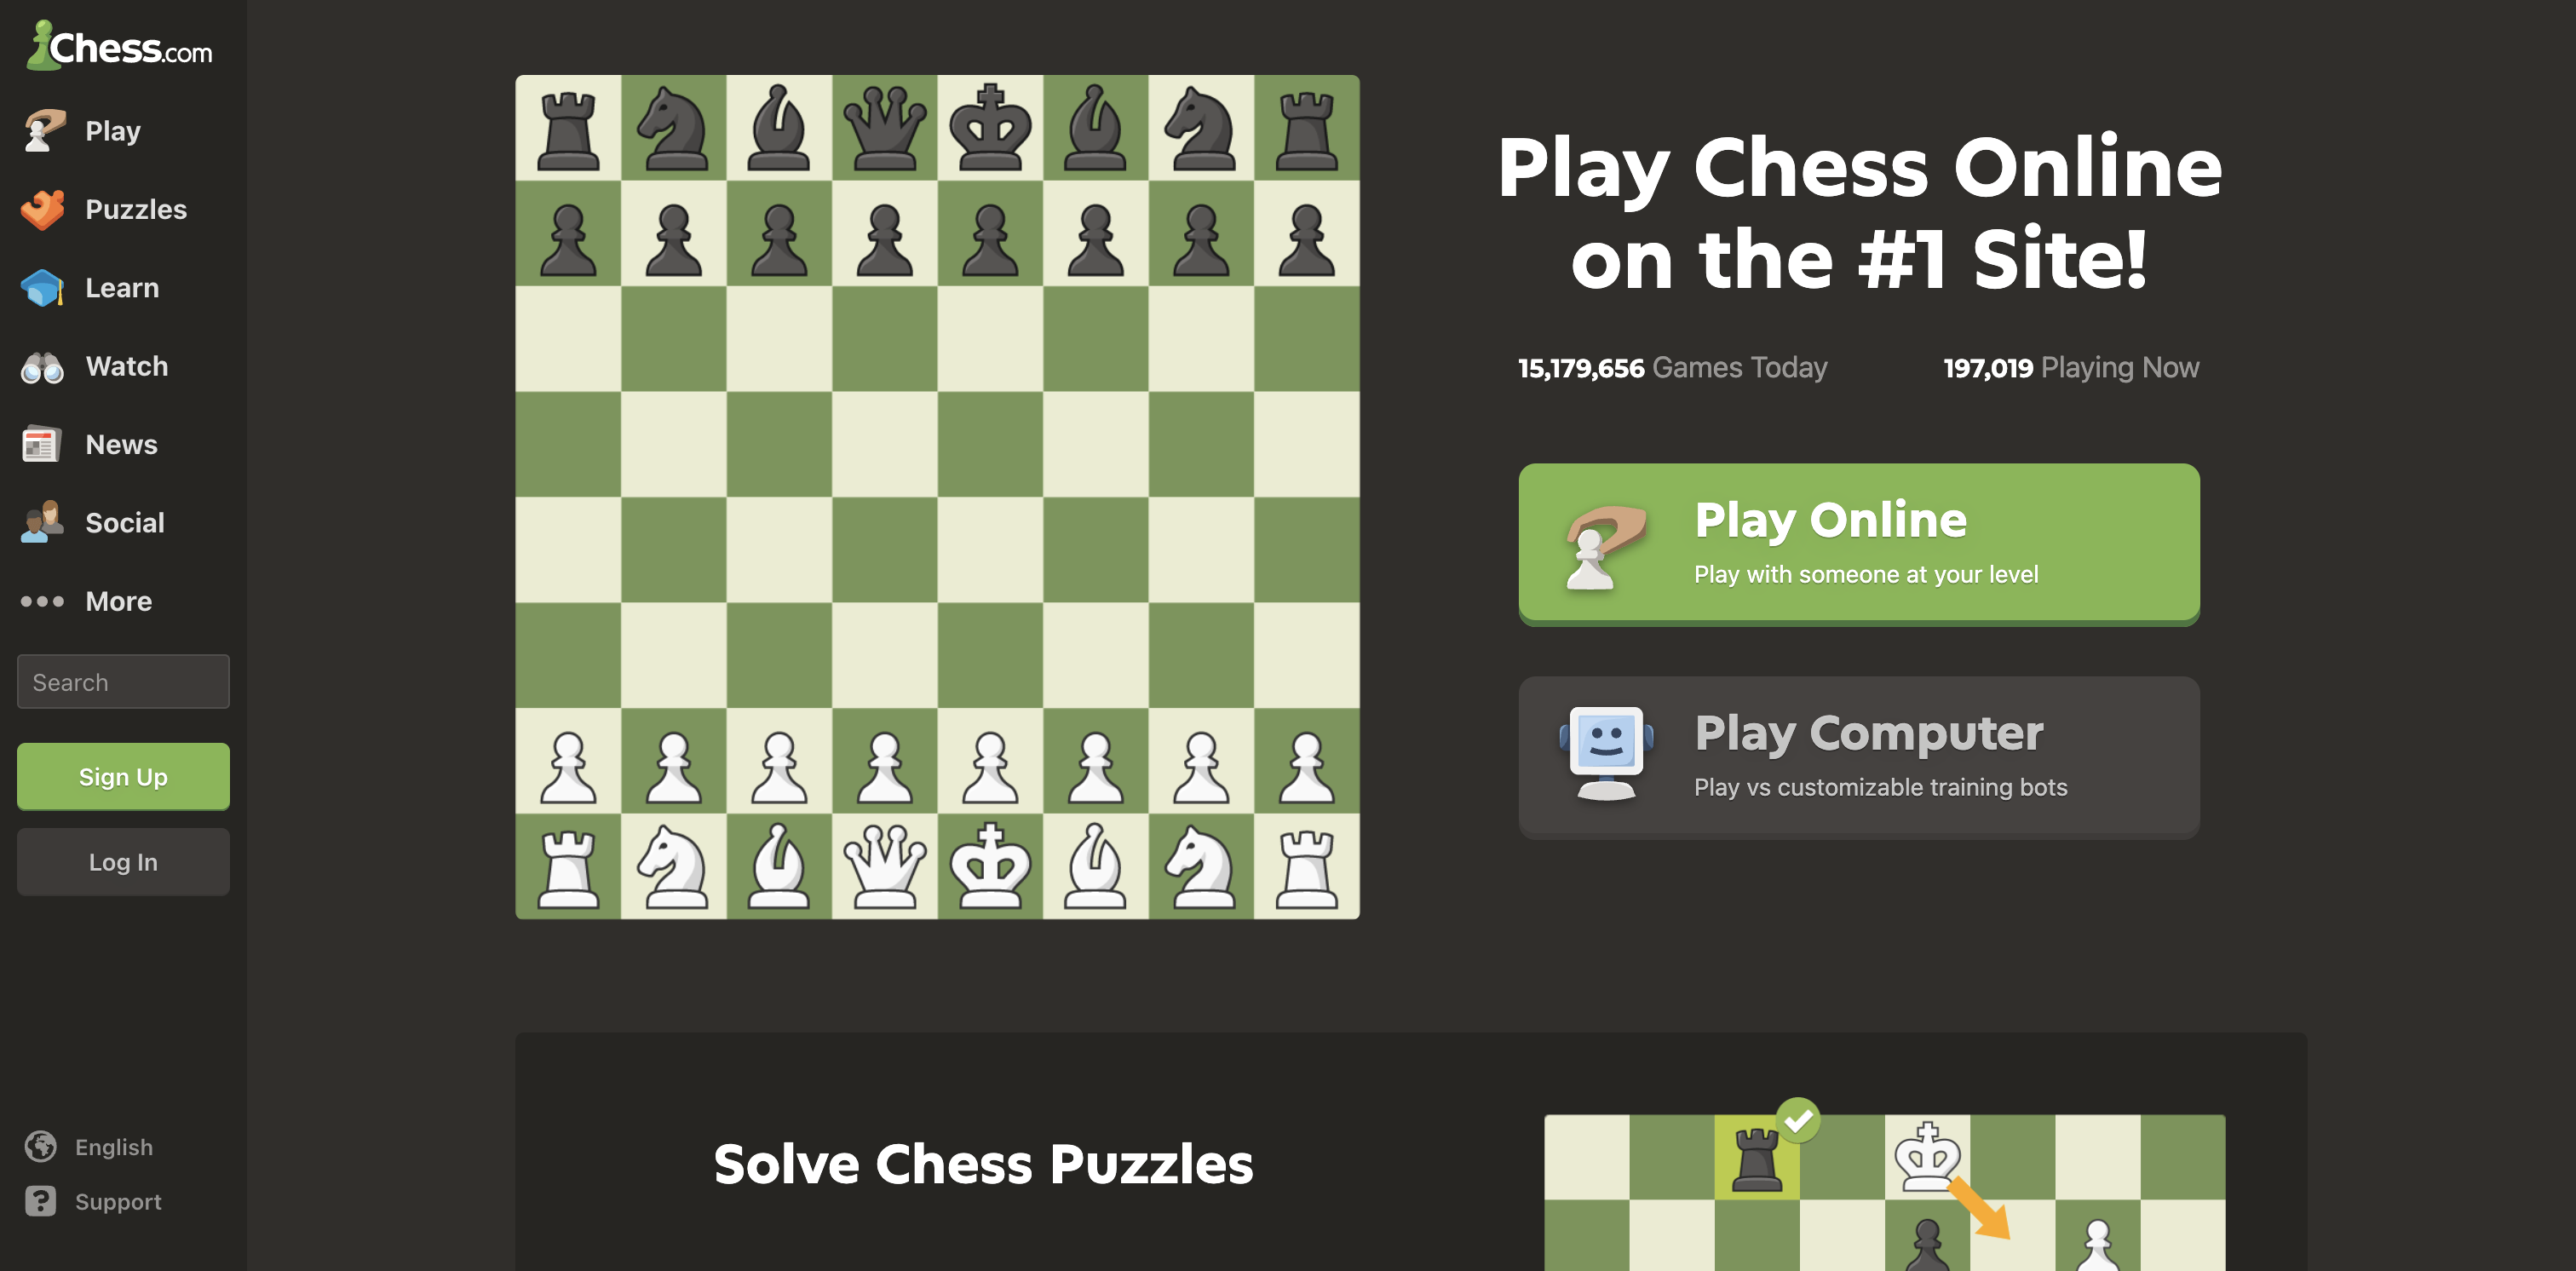 Chess.com
Play
Puzzles
Learn
Watch
News
Social
More
Search
Sign Up
Log In
English
Support
Play Chess Online
on the #1 Site!
15,179,656 Games Today
197,019 Playing Now
Play Online
Play with someone at your level
Play Computer
Play vs customizable training bots
Solve Chess Puzzles